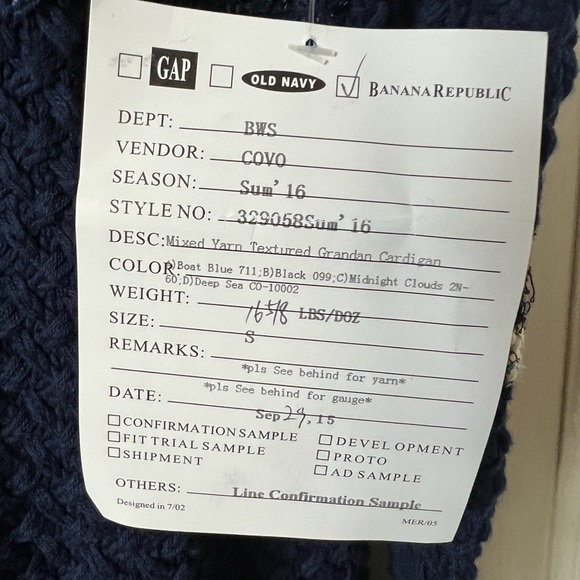 GAP OLD NAVY BANANA REPUBLIC
DEPT: BWS
VENDOR: COVO
SEASON: Sum' 16
STYLE NO: 329058Sum' 16
DESC: Mixed Yarn Textured Grandan Cardigan
COLOR A)Boat Blue 711;B)Black 099;C)Midnight Clouds 2N-
60;D)Deep Sea CO-10002
WEIGHT: LBS/DOZ
SIZE: S
REMARKS: *pls See behind for yarn*
*pls See behind for gauge*
DATE: Sep 29, 15
CONFIRMATION SAMPLE DEVELOPMENT
FIT TRIAL SAMPLE PROTO
SHIPMENT AD SAMPLE
OTHERS: Line Confirmation Sample
Designed in 7/02 MER/05